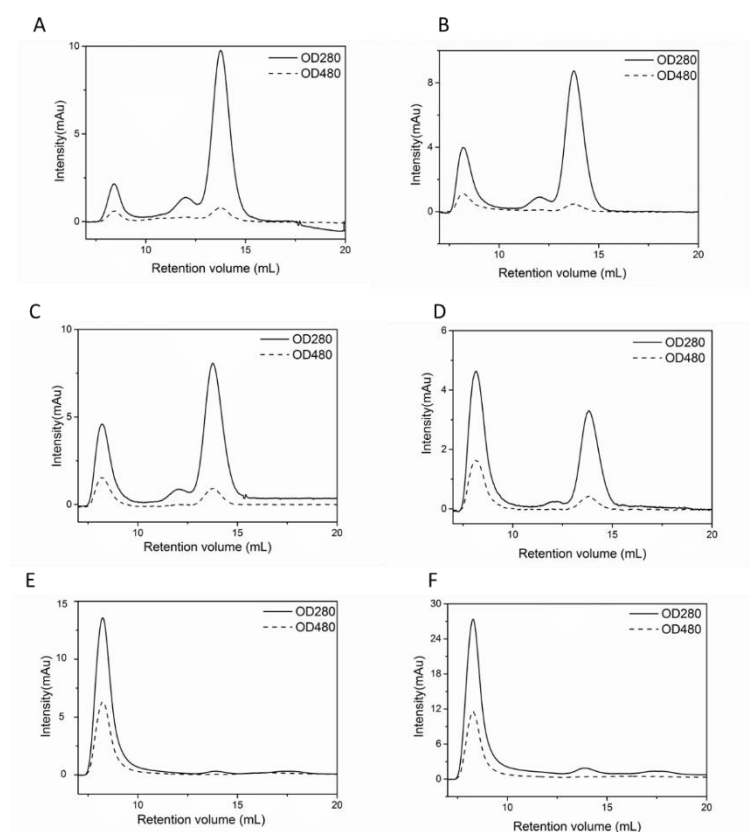 A
10
5
0
Intensity(mAu)
OD280
OD480
10
15
20
Retention volume (mL)
B
8
4
0
Intensity(mAu)
OD280
OD480
10
15
20
Retention volume (mL)
C
10
5
0
Intensity(mAu)
OD280
OD480
10
15
20
Retention volume (mL)
D
6
4
2
0
Intensity(mAu)
OD280
OD480
10
15
20
Retention volume (mL)
E
15
10
5
0
Intensity(mAu)
OD280
OD480
10
15
20
Retention volume (mL)
F
30
24
18
12
6
0
Intensity(mAu)
OD280
OD480
10
15
20
Retention volume (mL)